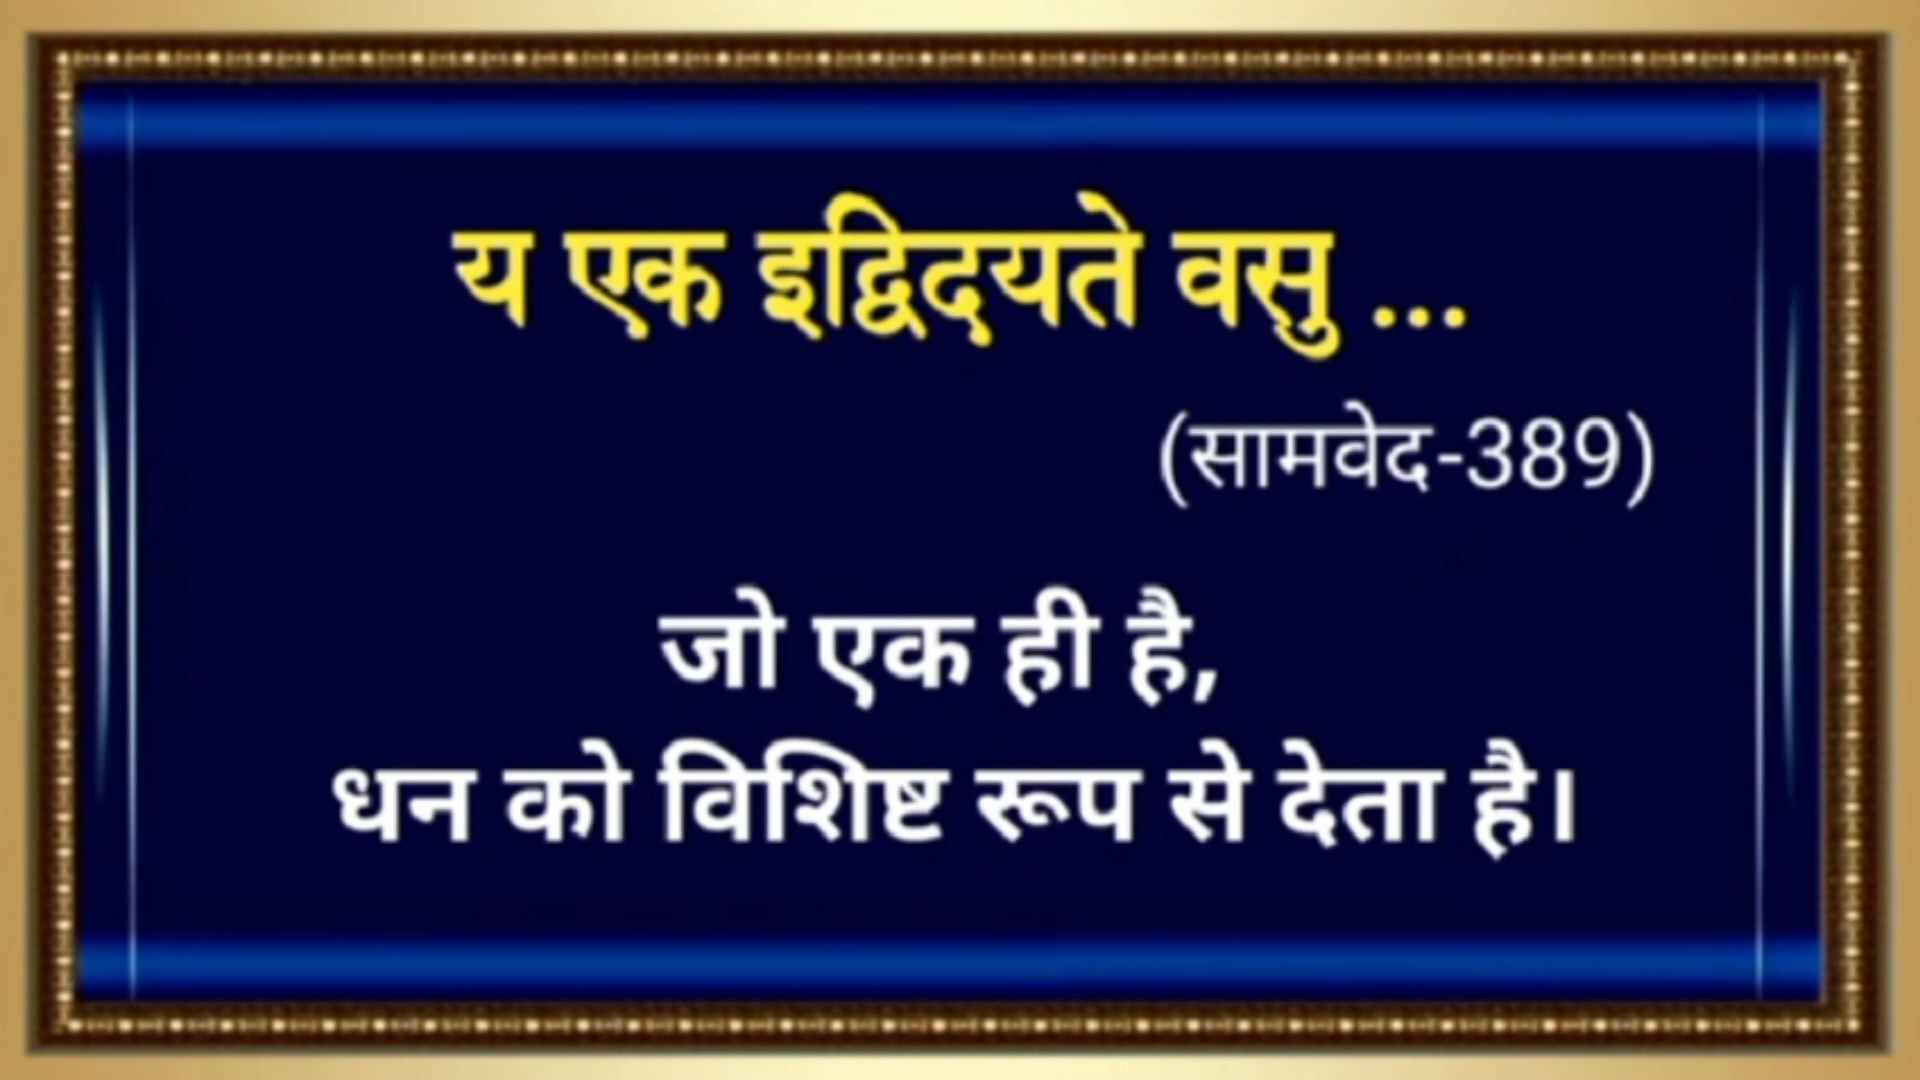 य एक इद्विदयते वसु ...
(सामवेद-389)
जो एक ही है,
धन को विशिष्ट रूप से देता है।